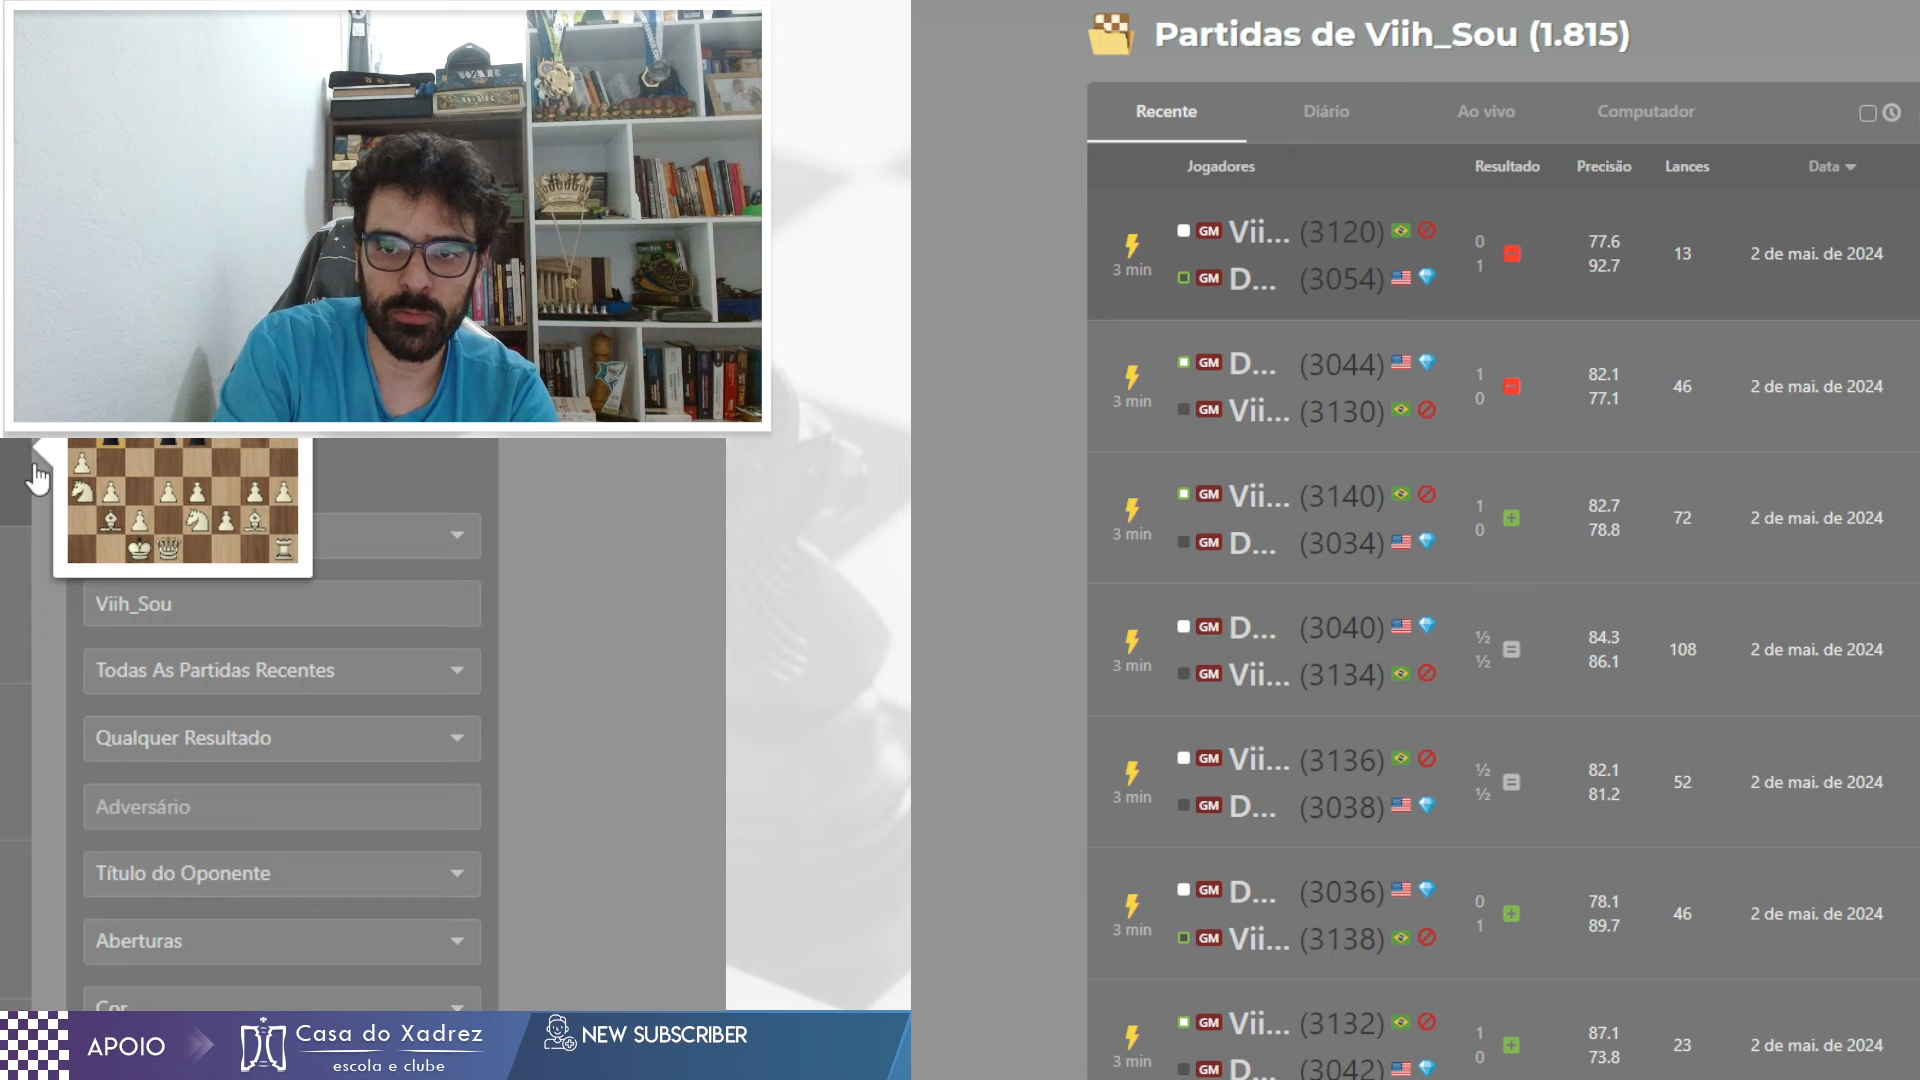 WAR
Viih_Sou
Todas As Partidas Recentes
Qualquer Resultado
Adversário
Título do Oponente
Aberturas
Cor
APOIO
Casa do Xadrez
escola e clube
NEW SUBSCRIBER
Partidas de Viih_Sou (1.815)
Recente Diário Ao vivo Computador
Jogadores Resultado Precisão Lances Data
3 min
GM Vii... (3120) 0 77.6
GM D... (3054) 1 92.7
13 2 de mai. de 2024
3 min
GM D... (3044) 1 82.1
GM Vii... (3130) 0 77.1
46 2 de mai. de 2024
3 min
GM Vii... (3140) 1 82.7
GM D... (3034) 0 78.8
72 2 de mai. de 2024
3 min
GM D... (3040) ½ 84.3
GM Vii... (3134) ½ 86.1
108 2 de mai. de 2024
3 min
GM Vii... (3136) ½ 82.1
GM D... (3038) ½ 81.2
52 2 de mai. de 2024
3 min
GM D... (3036) 0 78.1
GM Vii... (3138) 1 89.7
46 2 de mai. de 2024
3 min
GM Vii... (3132) 1 87.1
GM D... (3042) 0 73.8
23 2 de mai. de 2024